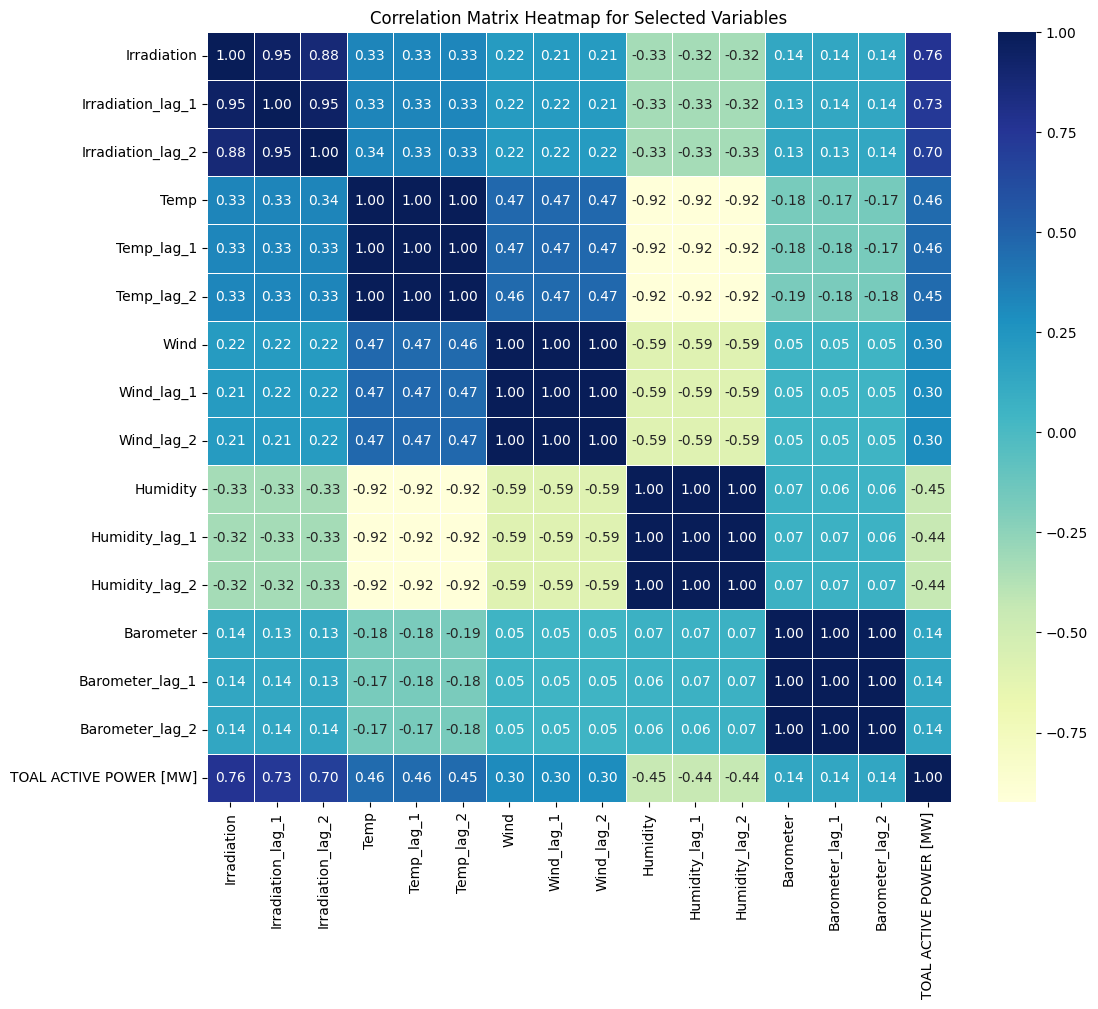 Correlation Matrix Heatmap for Selected Variables
Irradiation 1.00 0.95 0.88 0.33 0.33 0.33 0.22 0.21 0.21 -0.33 -0.32 -0.32 0.14 0.14 0.14 0.76
Irradiation_lag_1 0.95 1.00 0.95 0.33 0.33 0.33 0.22 0.22 0.21 -0.33 -0.33 -0.32 0.13 0.14 0.14 0.73
Irradiation_lag_2 0.88 0.95 1.00 0.34 0.33 0.33 0.22 0.22 0.22 -0.33 -0.33 -0.33 0.13 0.13 0.14 0.70
Temp 0.33 0.33 0.34 1.00 1.00 1.00 0.47 0.47 0.47 -0.92 -0.92 -0.92 -0.18 -0.17 -0.17 0.46
Temp_lag_1 0.33 0.33 0.33 1.00 1.00 1.00 0.47 0.47 0.47 -0.92 -0.92 -0.92 -0.18 -0.18 -0.17 0.46
Temp_lag_2 0.33 0.33 0.33 1.00 1.00 1.00 0.46 0.47 0.47 -0.92 -0.92 -0.92 -0.19 -0.18 -0.18 0.45
Wind 0.22 0.22 0.22 0.47 0.47 0.46 1.00 1.00 1.00 -0.59 -0.59 -0.59 0.05 0.05 0.05 0.30
Wind_lag_1 0.21 0.22 0.22 0.47 0.47 0.47 1.00 1.00 1.00 -0.59 -0.59 -0.59 0.05 0.05 0.05 0.30
Wind_lag_2 0.21 0.21 0.22 0.47 0.47 0.47 1.00 1.00 1.00 -0.59 -0.59 -0.59 0.05 0.05 0.05 0.30
Humidity -0.33 -0.33 -0.33 -0.92 -0.92 -0.92 -0.59 -0.59 -0.59 1.00 1.00 1.00 0.07 0.06 0.06 -0.45
Humidity_lag_1 -0.32 -0.33 -0.33 -0.92 -0.92 -0.92 -0.59 -0.59 -0.59 1.00 1.00 1.00 0.07 0.07 0.06 -0.44
Humidity_lag_2 -0.32 -0.32 -0.33 -0.92 -0.92 -0.92 -0.59 -0.59 -0.59 1.00 1.00 1.00 0.07 0.07 0.07 -0.44
Barometer 0.14 0.13 0.13 -0.18 -0.18 -0.19 0.05 0.05 0.05 0.07 0.07 0.07 1.00 1.00 1.00 0.14
Barometer_lag_1 0.14 0.14 0.13 -0.17 -0.18 -0.18 0.05 0.05 0.05 0.06 0.07 0.07 1.00 1.00 1.00 0.14
Barometer_lag_2 0.14 0.14 0.14 -0.17 -0.17 -0.18 0.05 0.05 0.05 0.06 0.06 0.07 1.00 1.00 1.00 0.14
TOAL ACTIVE POWER [MW] 0.76 0.73 0.70 0.46 0.46 0.45 0.30 0.30 0.30 -0.45 -0.44 -0.44 0.14 0.14 0.14 1.00
Irradiation
Irradiation_lag_1
Irradiation_lag_2
Temp
Temp_lag_1
Temp_lag_2
Wind
Wind_lag_1
Wind_lag_2
Humidity
Humidity_lag_1
Humidity_lag_2
Barometer
Barometer_lag_1
Barometer_lag_2
TOAL ACTIVE POWER [MW]
1.00
0.75
0.50
0.25
0.00
−0.25
−0.50
−0.75